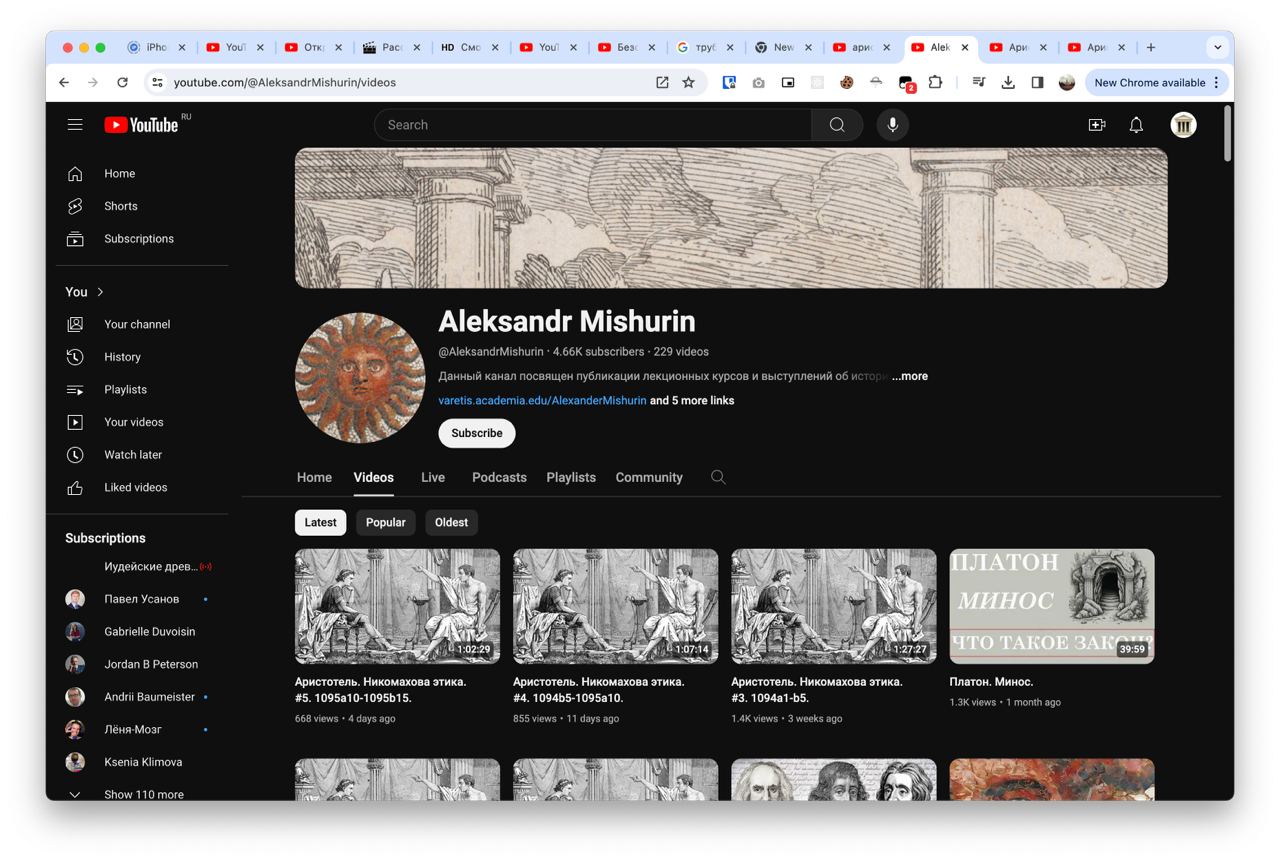 iPho
YouT
Откр
Расс
HD Смо
YouT
Безс
труб
New
арис
Alek
Арис
Арис
youtube.com/@AleksandrMishurin/videos
2
New Chrome available
YouTube RU
Search
Home
Shorts
Subscriptions
You
Your channel
History
Playlists
Your videos
Watch later
Liked videos
Subscriptions
Иудейские древ...
Павел Усанов
Gabrielle Duvoisin
Jordan B Peterson
Andrii Baumeister
Лёня-Мозг
Ksenia Klimova
Show 110 more
Aleksandr Mishurin
@AleksandrMishurin · 4.66K subscribers · 229 videos
Данный канал посвящен публикации лекционных курсов и выступлений об истори ...more
varetis.academia.edu/AlexanderMishurin and 5 more links
Subscribe
Home Videos Live Podcasts Playlists Community
Latest Popular Oldest
1:02:29
Аристотель. Никомахова этика.
#5. 1095a10-1095b15.
668 views • 4 days ago
1:07:14
Аристотель. Никомахова этика.
#4. 1094b5-1095a10.
855 views • 11 days ago
1:27:27
Аристотель. Никомахова этика.
#3. 1094a1-b5.
1.4K views • 3 weeks ago
ПЛАТОН
МИНОС
ЧТО ТАКОЕ ЗАКОН?
39:59
Платон. Минос.
1.3K views • 1 month ago